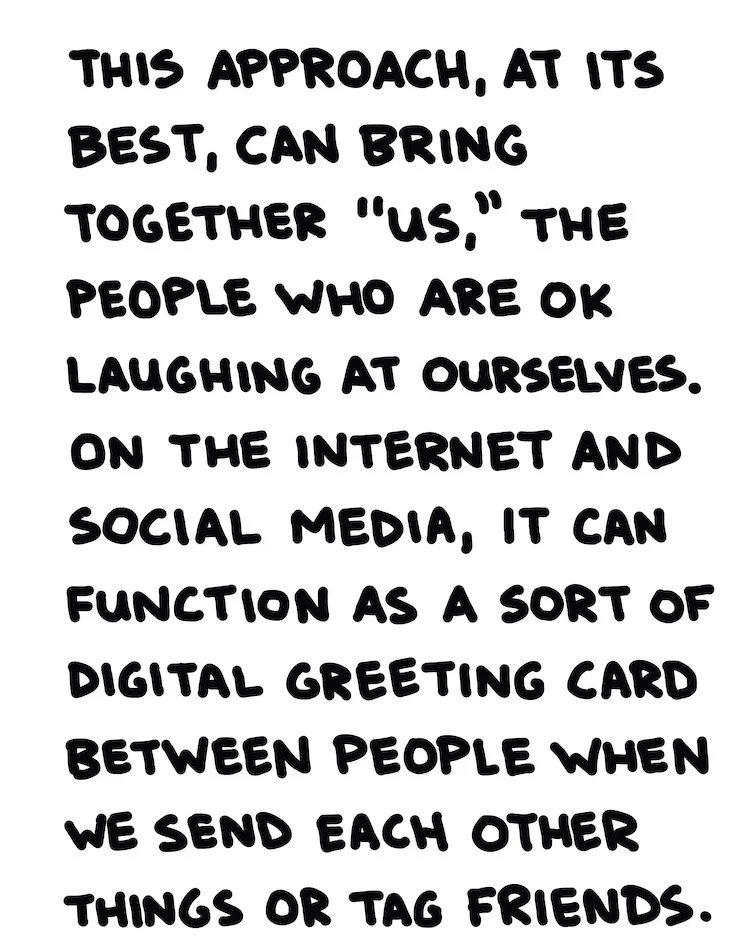 THIS APPROACH, AT ITS
BEST, CAN BRING
TOGETHER "US," THE
PEOPLE WHO ARE OK
LAUGHING AT OURSELVES.
ON THE INTERNET AND
SOCIAL MEDIA, IT CAN
FUNCTION AS A SORT OF
DIGITAL GREETING CARD
BETWEEN PEOPLE WHEN
WE SEND EACH OTHER
THINGS OR TAG FRIENDS.